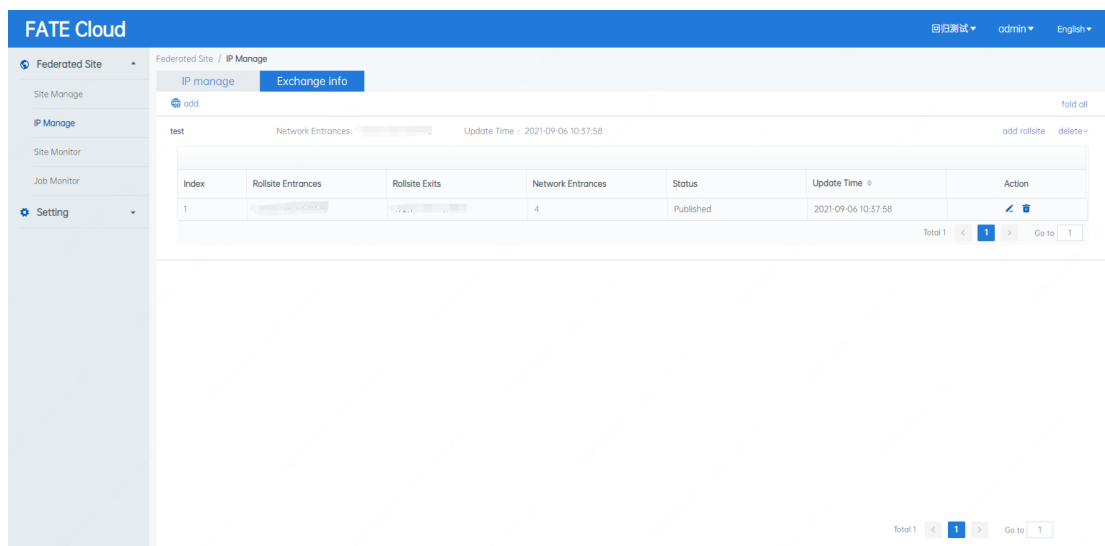 FATE Cloud 回归测试 admin English
Federated Site Federated Site / IP Manage
IP manage Exchange info
Site Manage add fold all
IP Manage test Network Entrances: Update Time : 2021-09-06 10:37:58 add rollsite delete
Site Monitor
Job Monitor Index Rollsite Entrances Rollsite Exits Network Entrances Status Update Time Action
Setting 1 4 Published 2021-09-06 10:37:58
Total 1 < 1 > Go to 1
Total 1 < 1 > Go to 1